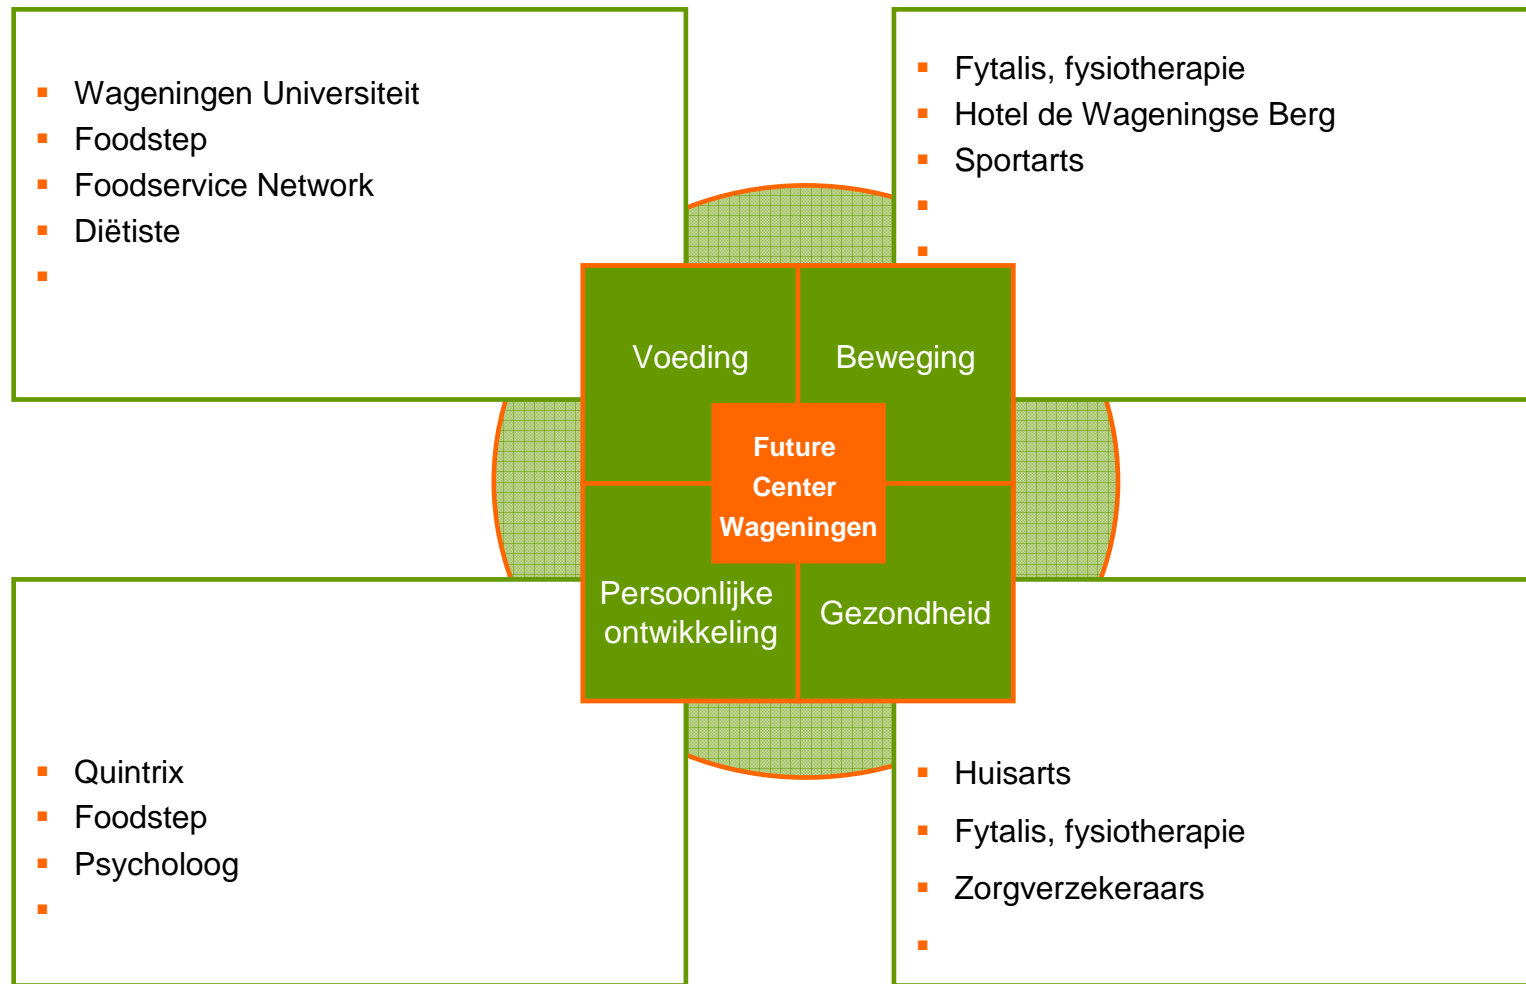 Wageningen Universiteit
Foodstep
Foodservice Network
Diëtiste
Fytalis, fysiotherapie
Hotel de Wageningse Berg
Sportarts
Voeding
Beweging
Future
Center
Wageningen
Persoonlijke
ontwikkeling
Gezondheid
Quintrix
Foodstep
Psycholoog
Huisarts
Fytalis, fysiotherapie
Zorgverzekeraars